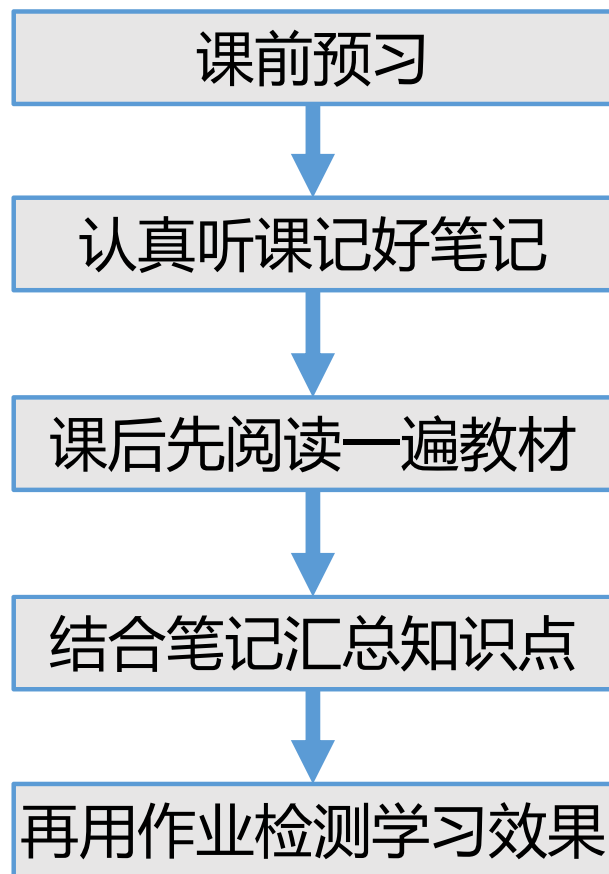 课前预习
认真听课记好笔记
课后先阅读一遍教材
结合笔记汇总知识点
再用作业检测学习效果